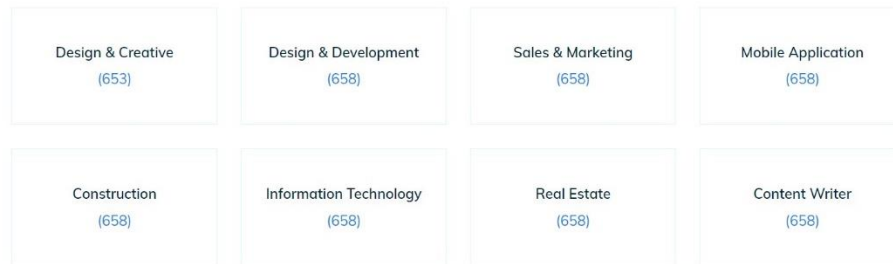 Design & Creative
(653)
Design & Development
(658)
Sales & Marketing
(658)
Mobile Application
(658)
Construction
(658)
Information Technology
(658)
Real Estate
(658)
Content Writer
(658)